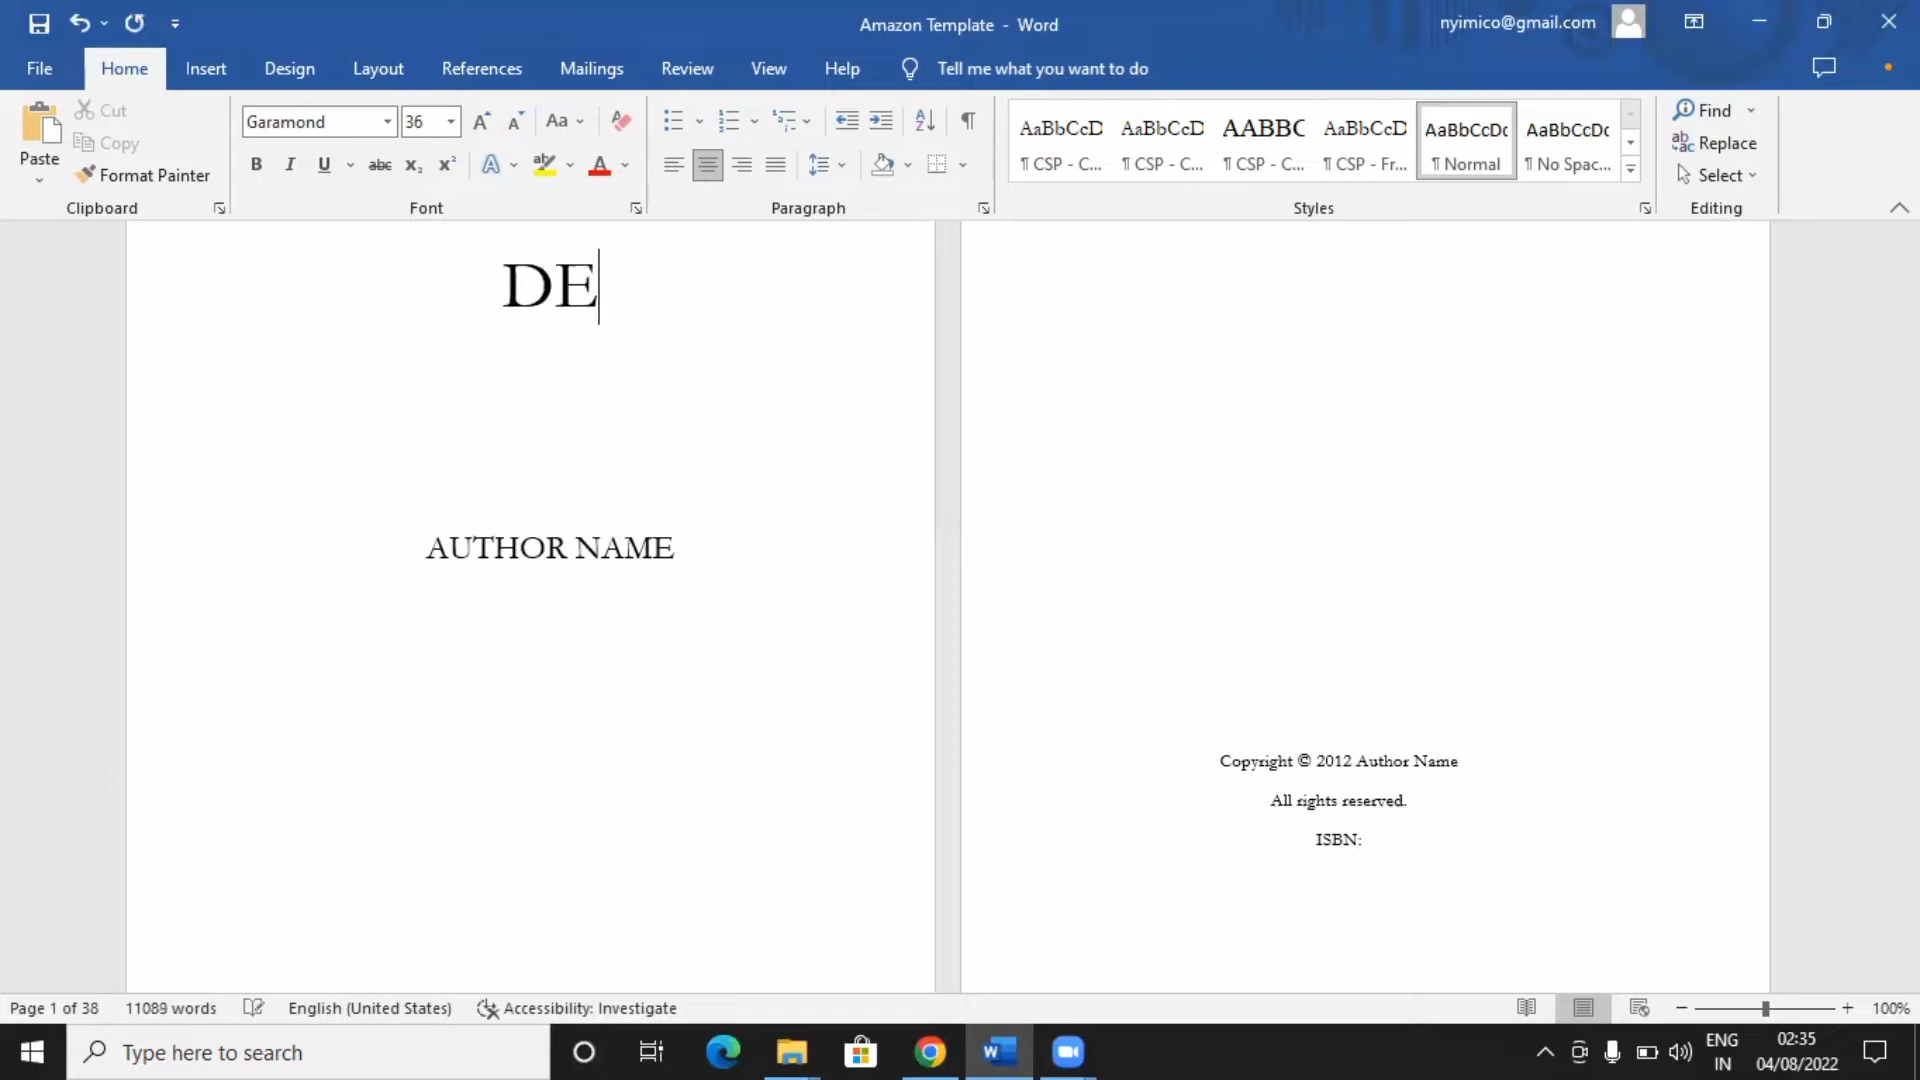 Amazon Template - Word
nyimico@gmail.com
File Home Insert Design Layout References Mailings Review View Help Tell me what you want to do
Paste
Cut
Copy
Format Painter
Clipboard
Garamond 36
Font
Paragraph
AaBbCcD AaBbCcD AABBC AaBbCcD AaBbCcDc AaBbCcDc
¶ CSP - C... ¶ CSP - C... ¶ CSP - C... ¶ CSP - Fr... ¶ Normal ¶ No Spac...
Styles
Find
Replace
Select
Editing
DE
AUTHOR NAME
Copyright © 2012 Author Name
All rights reserved.
ISBN:
Page 1 of 38 11089 words English (United States) Accessibility: Investigate 100%
Type here to search
ENG
IN
02:35
04/08/2022